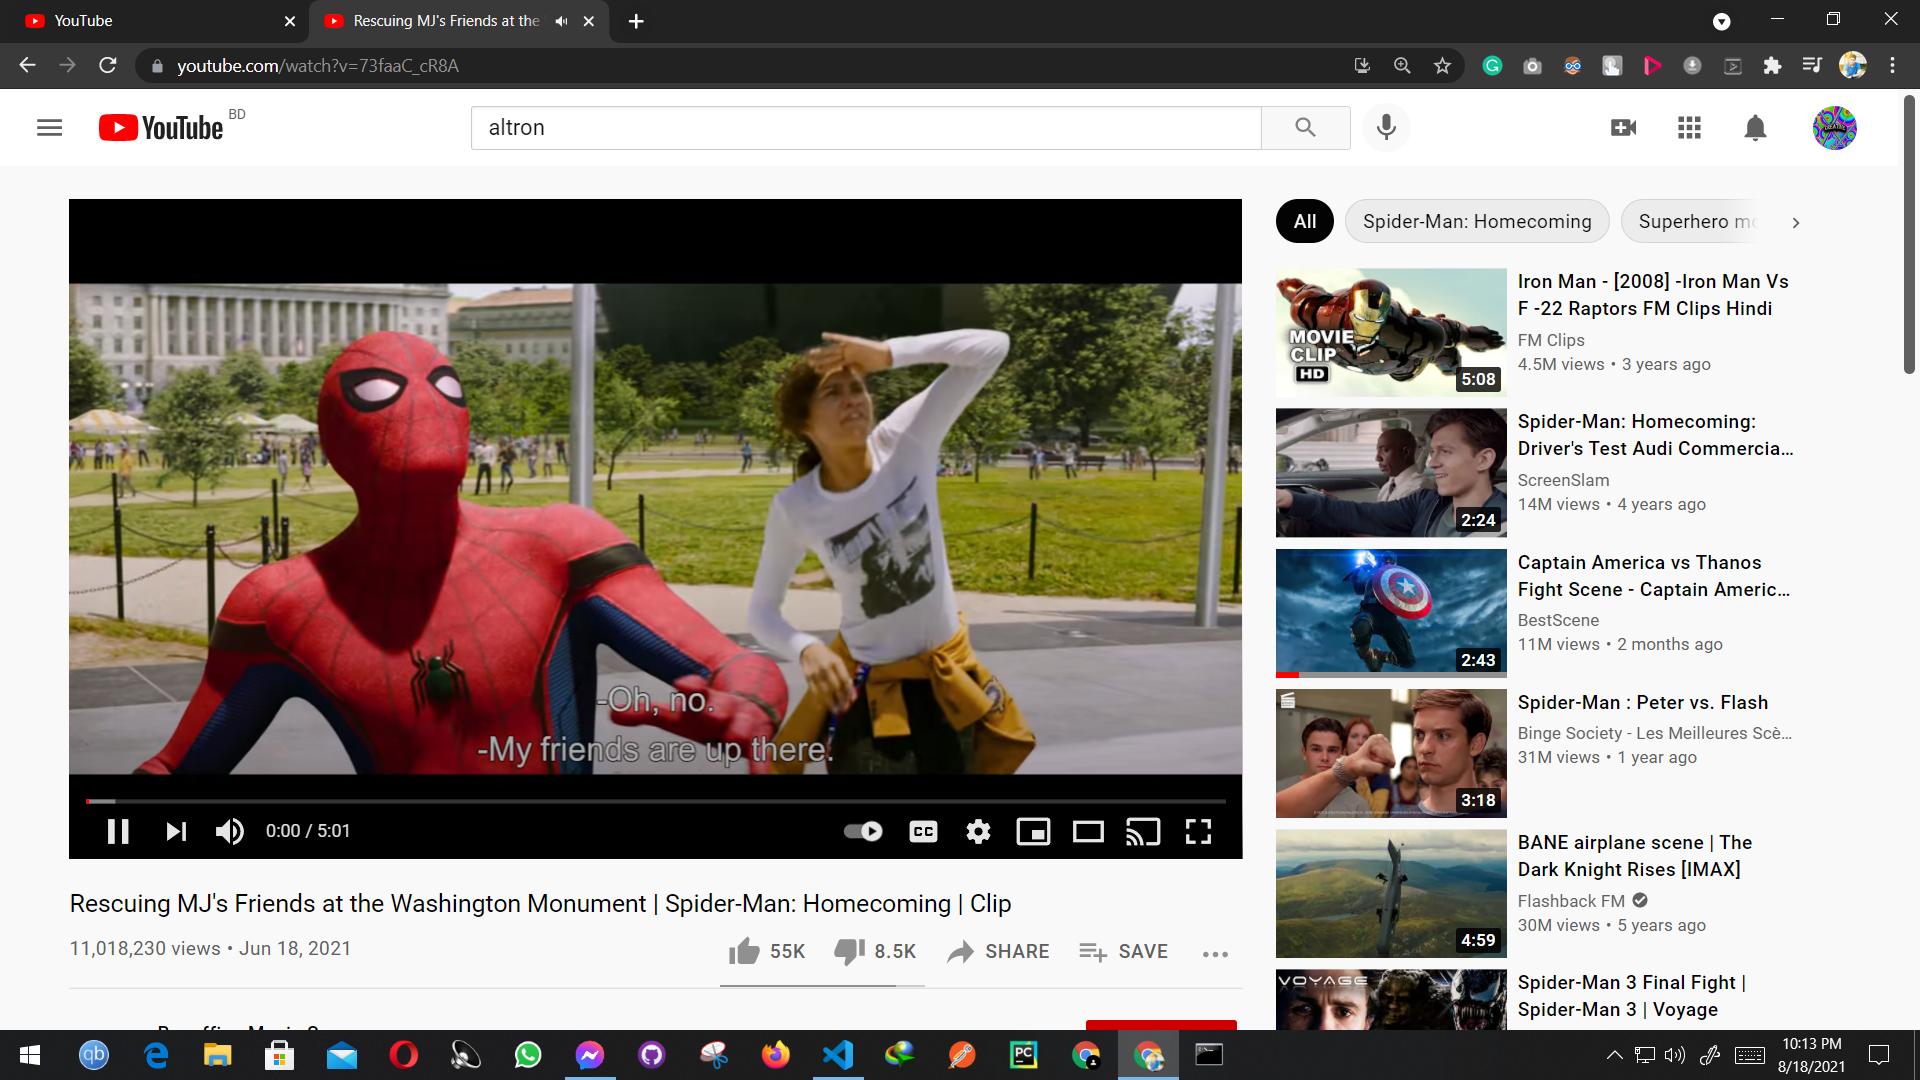 YouTube
Rescuing MJ's Friends at the
youtube.com/watch?v=73faaC_cR8A
YouTube BD
altron
All
Spider-Man: Homecoming
Superhero mo
-Oh, no.
-My friends are up there.
CC
0:00 / 5:01
Rescuing MJ's Friends at the Washington Monument | Spider-Man: Homecoming | Clip
11,018,230 views • Jun 18, 2021
55K
8.5K
SHARE
SAVE
MOVIE
CLIP
HD
5:08
Iron Man - [2008] -Iron Man Vs
F -22 Raptors FM Clips Hindi
FM Clips
4.5M views • 3 years ago
2:24
Spider-Man: Homecoming:
Driver's Test Audi Commercia...
ScreenSlam
14M views • 4 years ago
2:43
Captain America vs Thanos
Fight Scene - Captain Americ...
BestScene
11M views • 2 months ago
3:18
Spider-Man : Peter vs. Flash
Binge Society - Les Meilleures Scè...
31M views • 1 year ago
4:59
BANE airplane scene | The
Dark Knight Rises [IMAX]
Flashback FM
30M views • 5 years ago
VOYAGE
Spider-Man 3 Final Fight |
Spider-Man 3 | Voyage
qb
PC
10:13 PM
8/18/2021